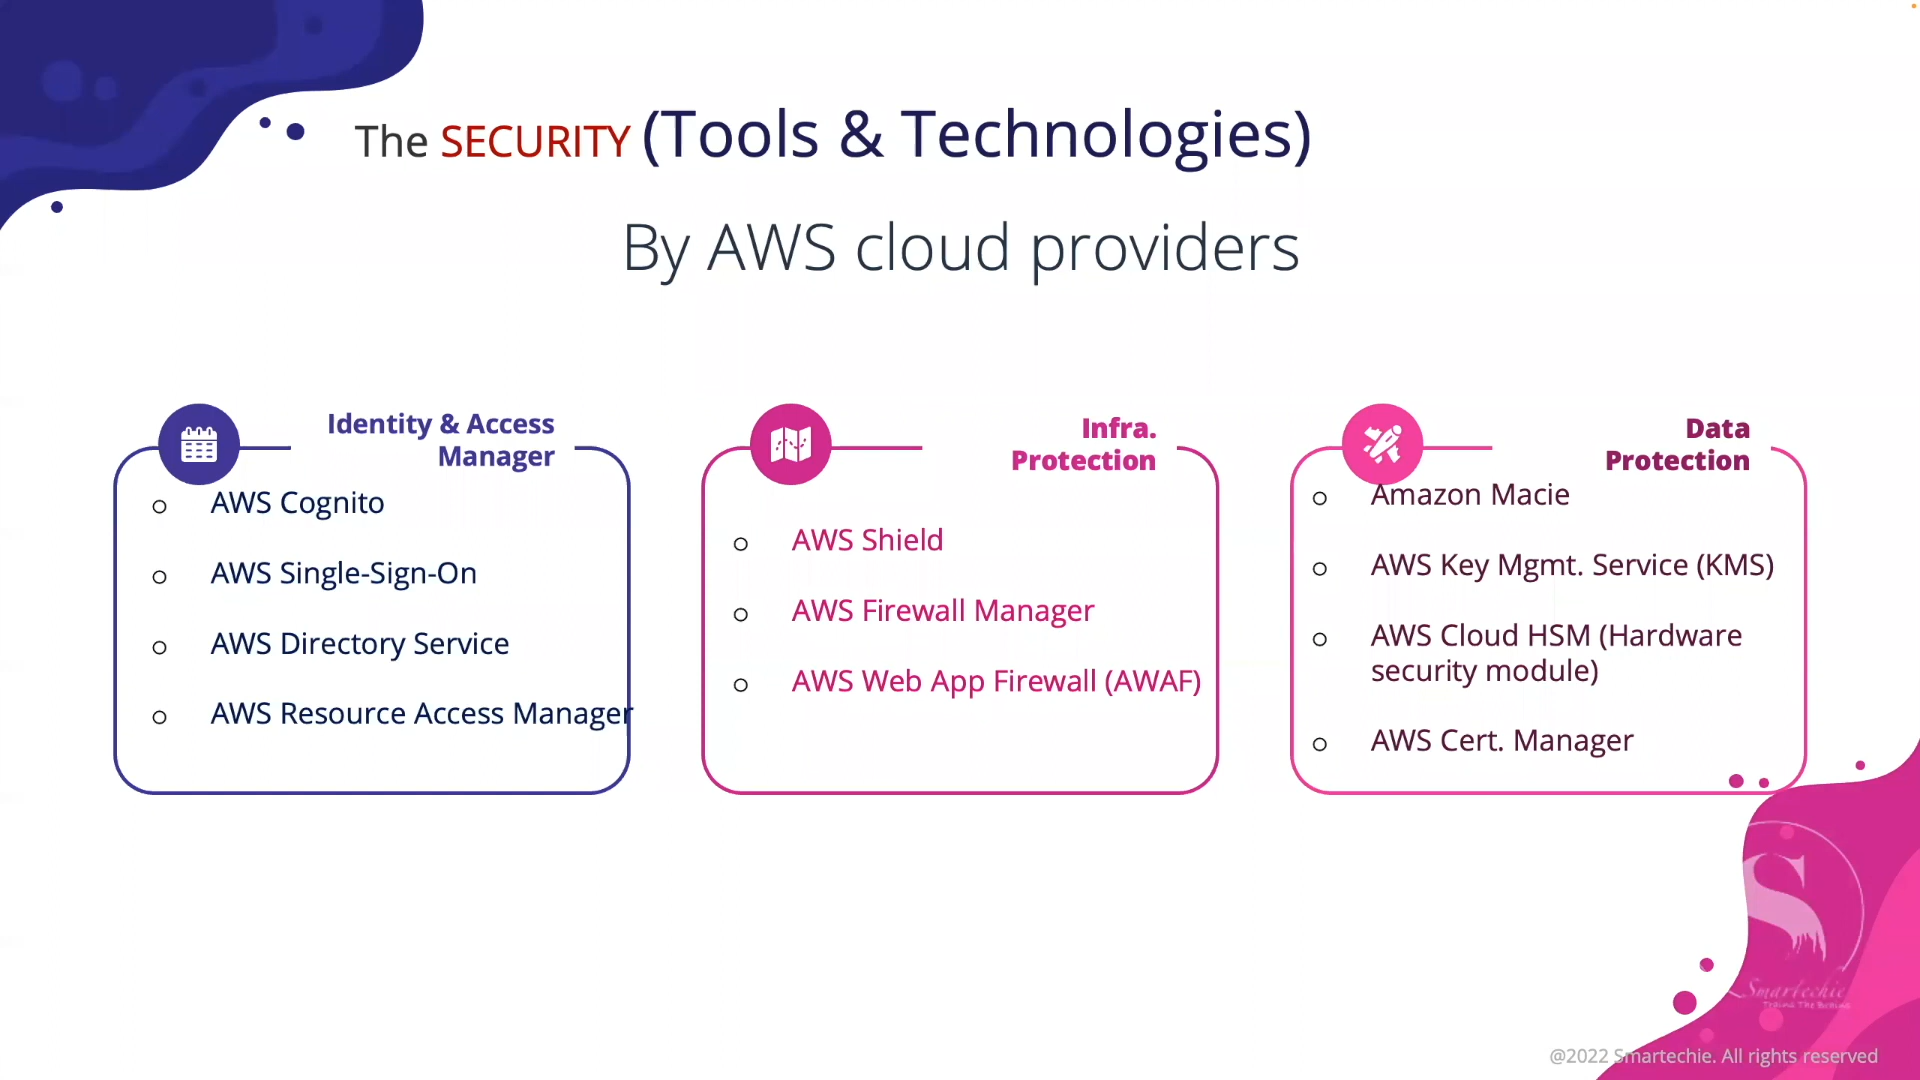 The SECURITY (Tools & Technologies)
By AWS cloud providers
Identity & Access
Manager
AWS Cognito
AWS Single-Sign-On
AWS Directory Service
AWS Resource Access Manager
Infra.
Protection
AWS Shield
AWS Firewall Manager
AWS Web App Firewall (AWAF)
Data
Protection
Amazon Macie
AWS Key Mgmt. Service (KMS)
AWS Cloud HSM (Hardware
security module)
AWS Cert. Manager
S
Smartechie
@2022 Smartechie. All rights reserved